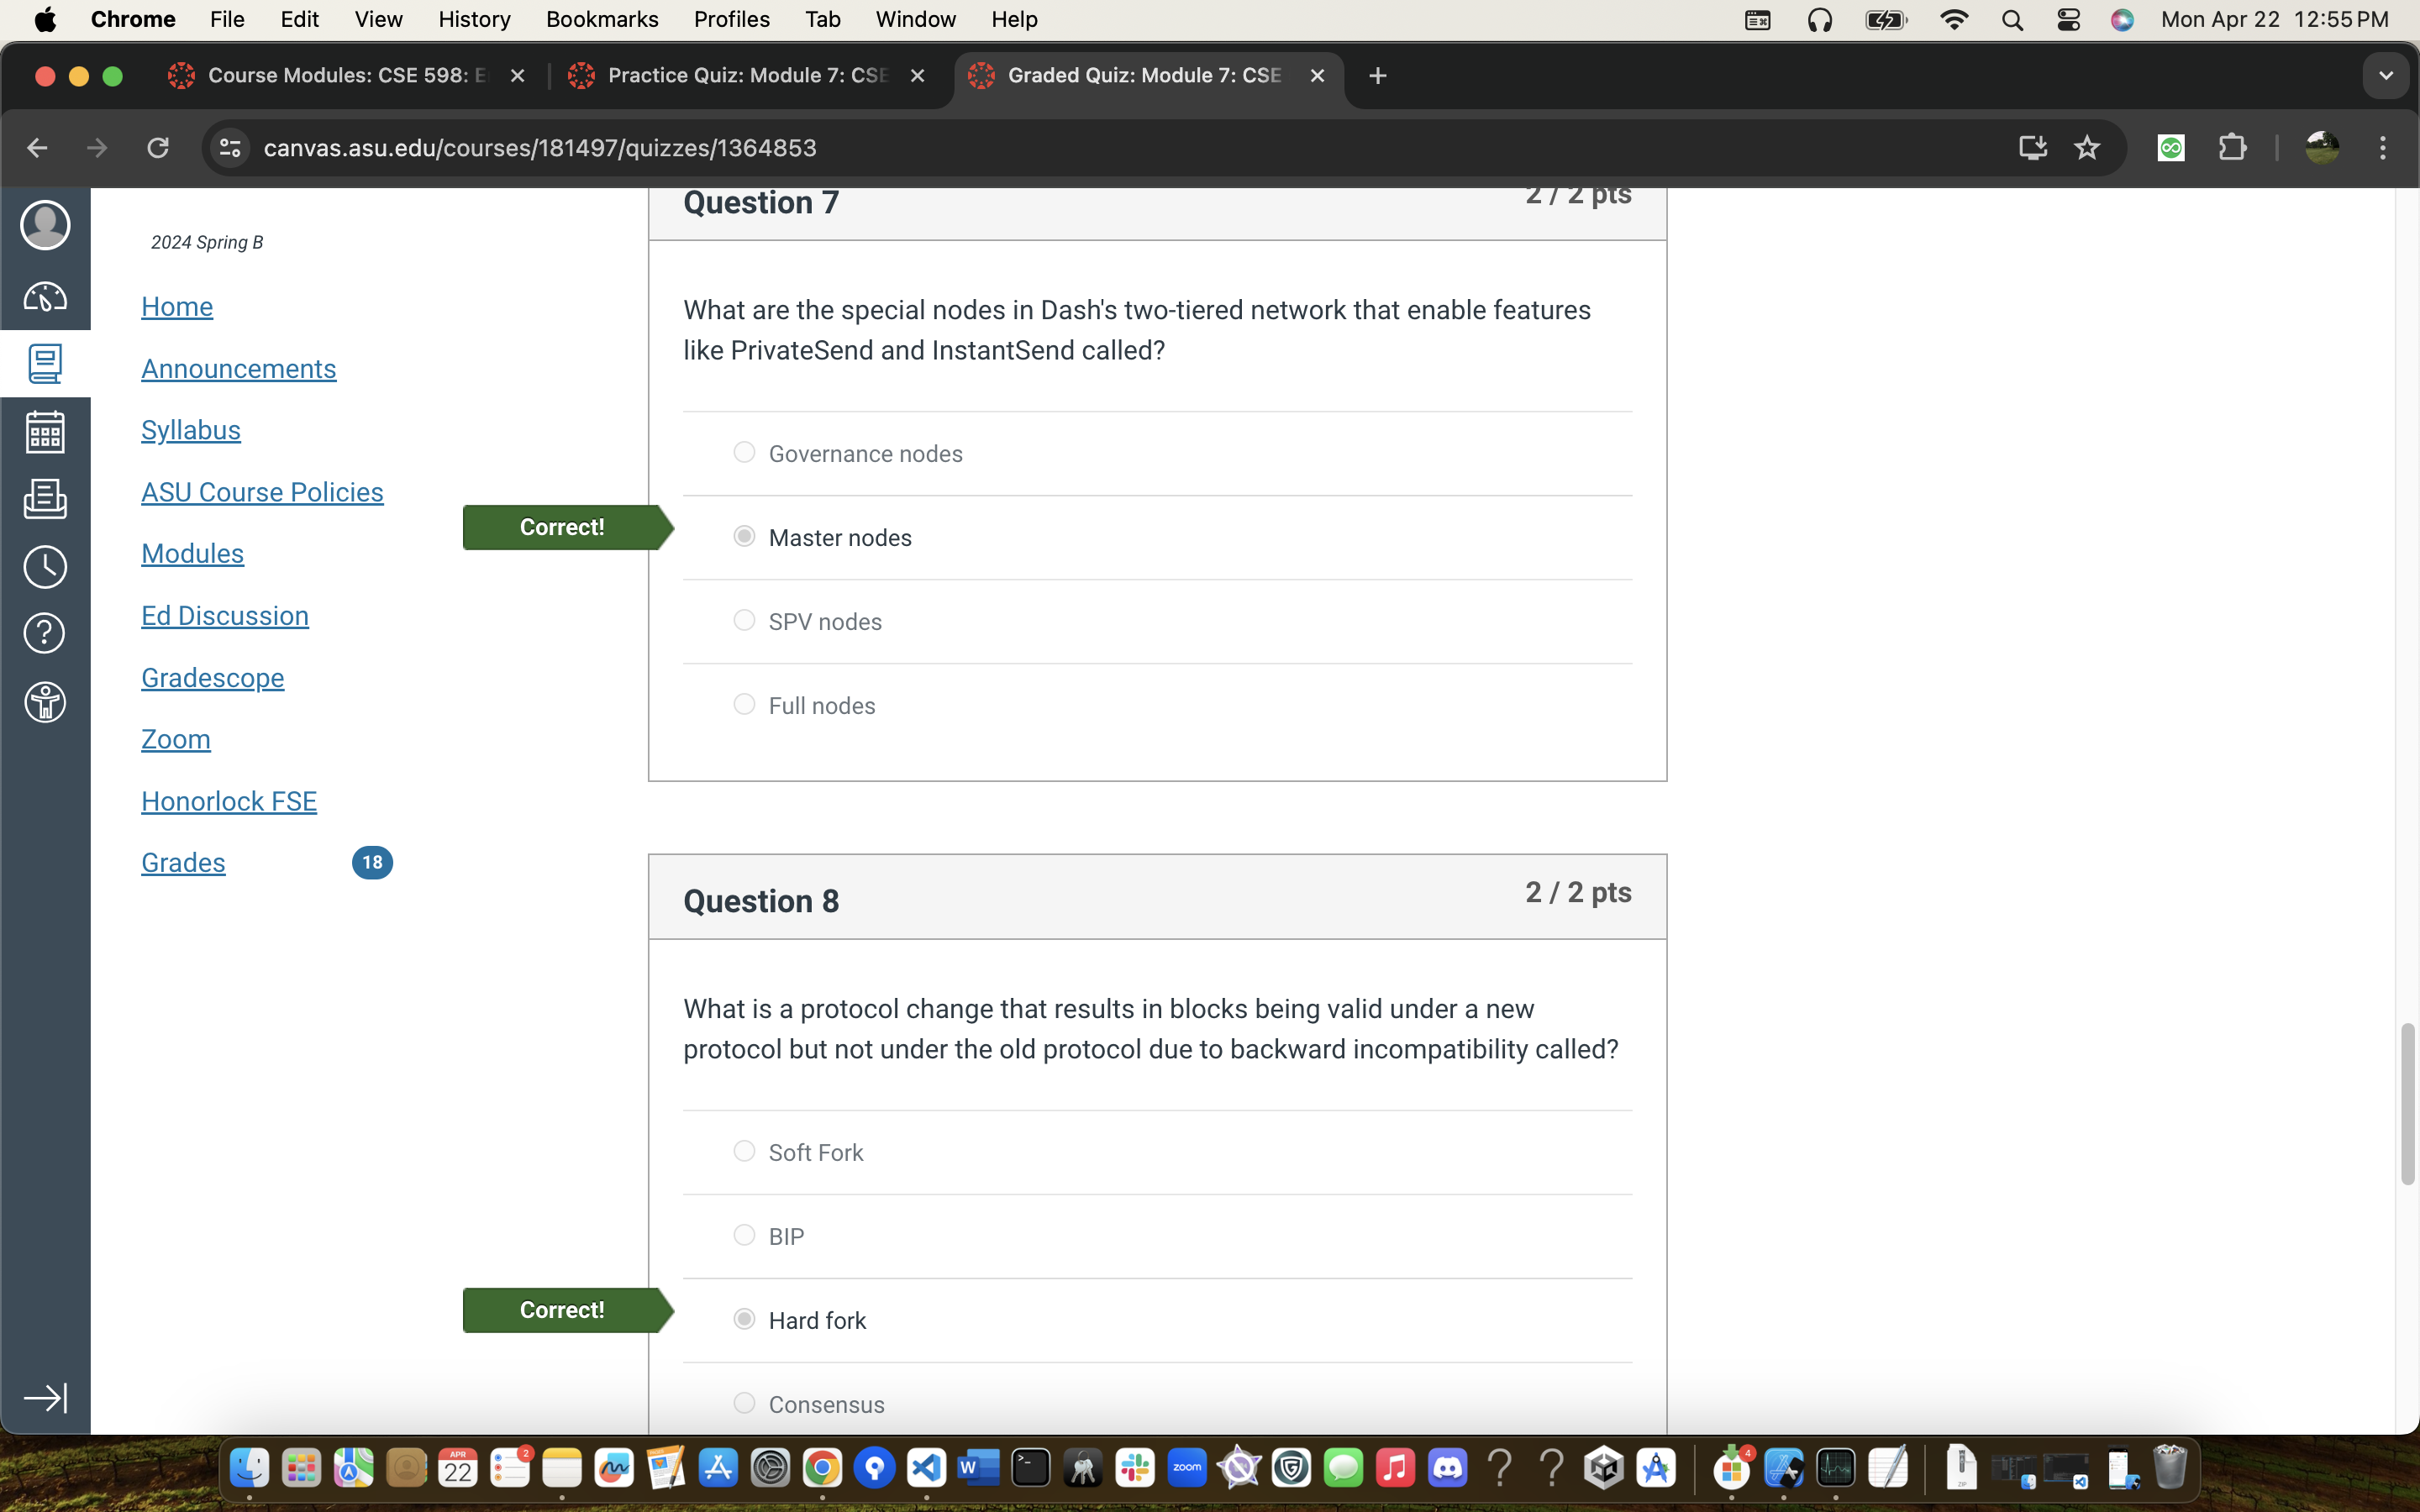 Chrome File Edit View History Bookmarks Profiles Tab Window Help Mon Apr 22 12:55 PM
Course Modules: CSE 598: E
Practice Quiz: Module 7: CSE
Graded Quiz: Module 7: CSE
canvas.asu.edu/courses/181497/quizzes/1364853
2024 Spring B
Home
Announcements
Syllabus
ASU Course Policies
Modules
Ed Discussion
Gradescope
Zoom
Honorlock FSE
Grades 18
Question 7 2 / 2 pts
What are the special nodes in Dash's two-tiered network that enable features
like PrivateSend and InstantSend called?
Governance nodes
Correct! Master nodes
SPV nodes
Full nodes
Question 8 2 / 2 pts
What is a protocol change that results in blocks being valid under a new
protocol but not under the old protocol due to backward incompatibility called?
Soft Fork
BIP
Correct! Hard fork
Consensus
APR
22
2
W
zoom
4
ZIP